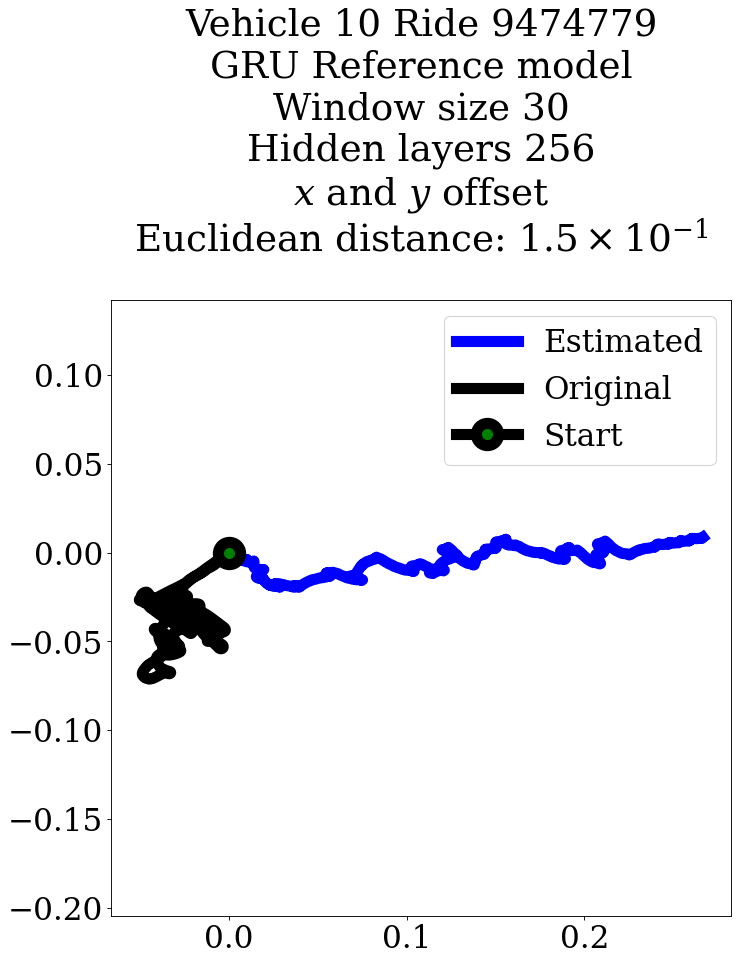 Vehicle 10 Ride 9474779
GRU Reference model
Window size 30
Hidden layers 256
x and y offset
Euclidean distance: 1.5 × 10⁻¹
Estimated
Original
Start
0.10
0.05
0.00
−0.05
−0.10
−0.15
−0.20
0.0 0.1 0.2